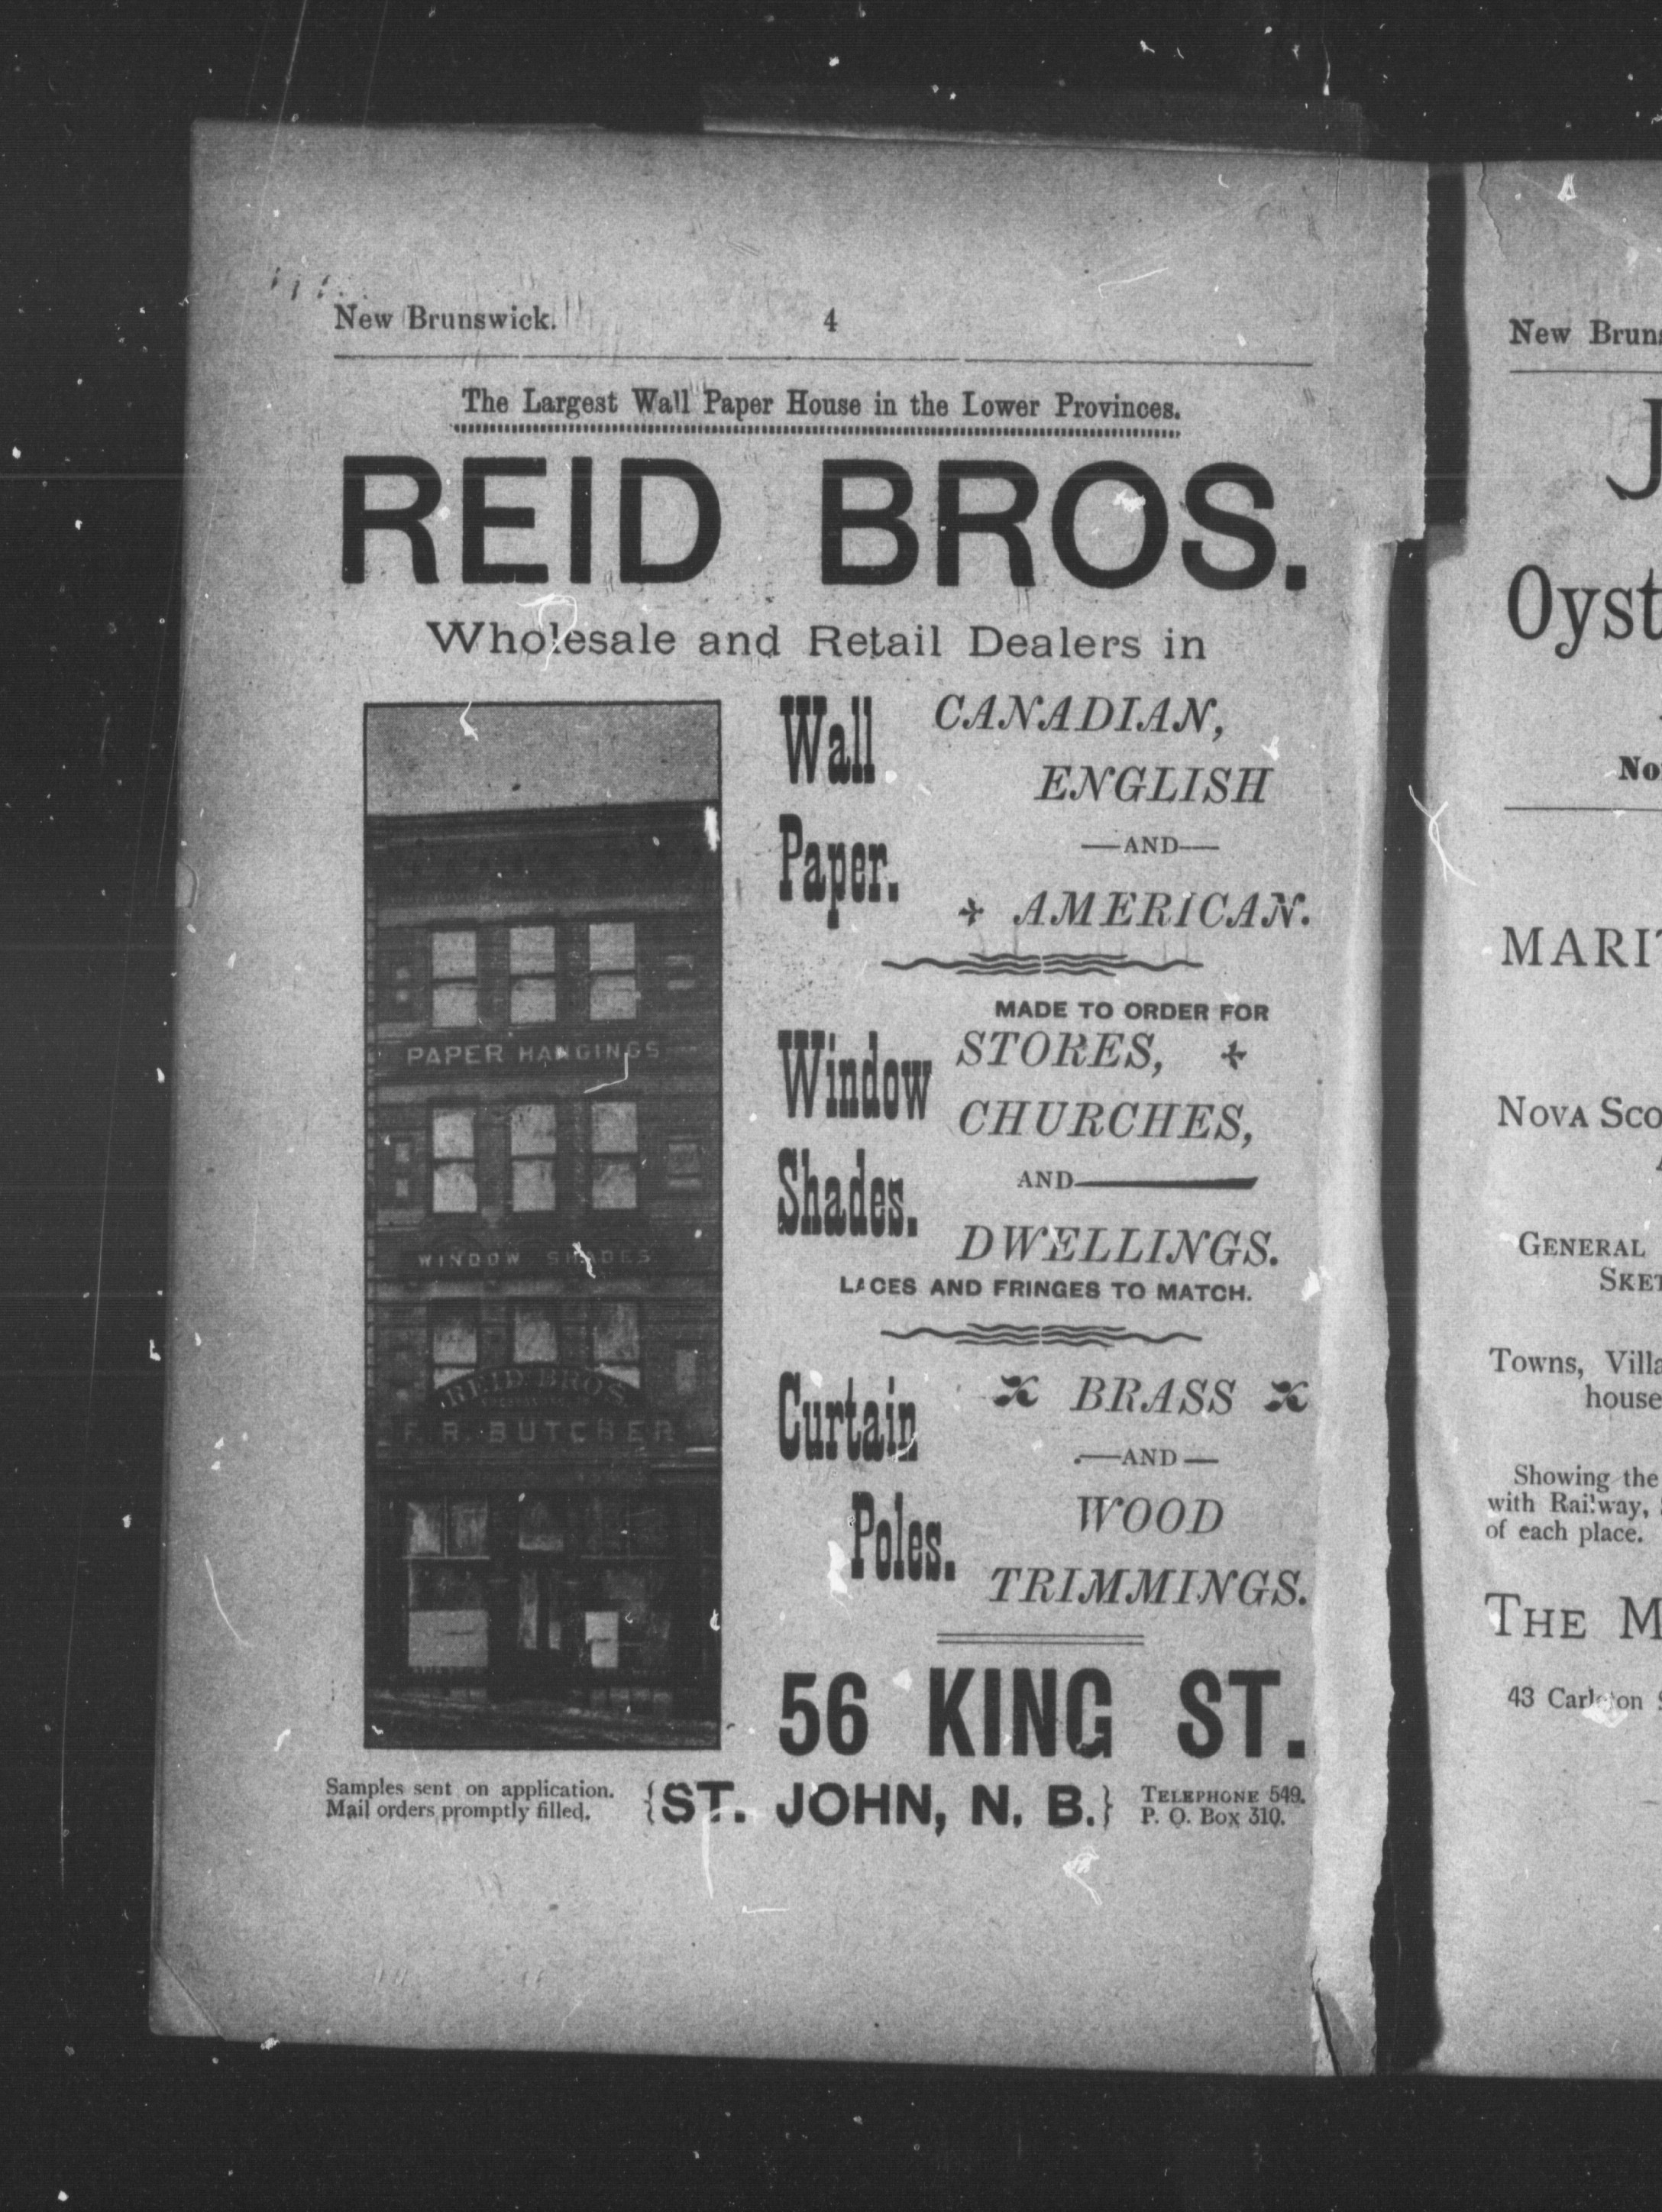 New Brunswick. 4
The Largest Wall Paper House in the Lower Provinces.
REID BROS.
Wholesale and Retail Dealers in
Wall
Paper.
CANADIAN,
ENGLISH
—AND—
AMERICAN.
MADE TO ORDER FOR
Window
Shades.
STORES,
CHURCHES,
AND
DWELLINGS.
LACES AND FRINGES TO MATCH.
Curtain
Poles.
BRASS
—AND—
WOOD
TRIMMINGS.
PAPER HANGINGS
WINDOW SHADES
REID BROS.
F. R. BUTCHER
56 KING ST.
Samples sent on application.
Mail orders promptly filled.
{ST. JOHN, N. B.}
TELEPHONE 549.
P. O. Box 310.
New Bruns
J
Oyst
No
MARIT
NOVA SCO
GENERAL
SKET
Towns, Villa
house
Showing the
with Railway,
of each place.
THE M
43 Carleton